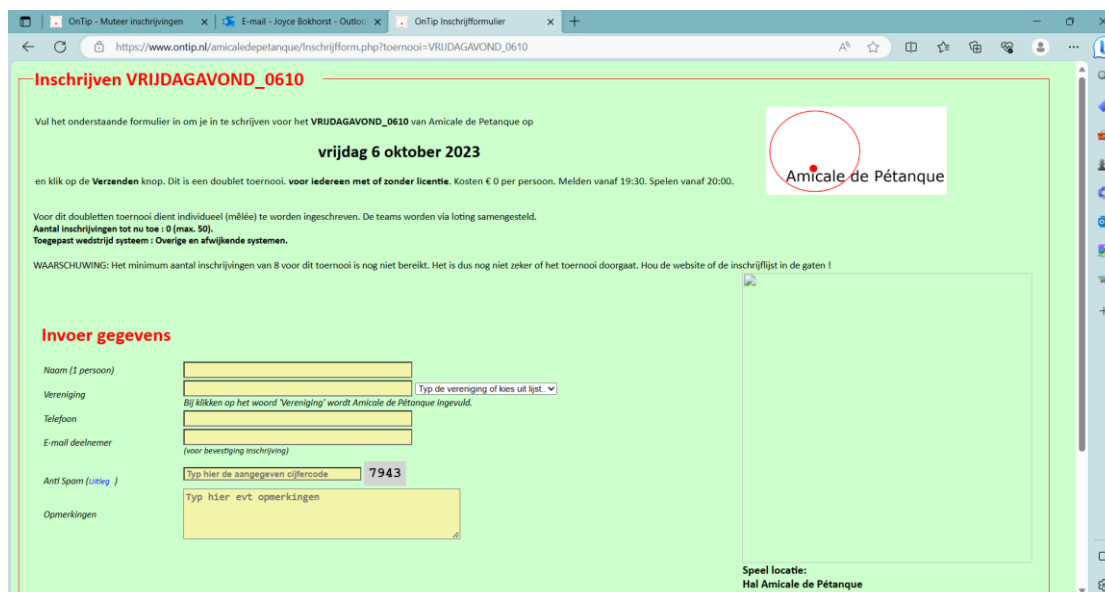 OnTip - Muteer inschrijvingen
E-mail - Joyce Bokhorst - Outloo
OnTip Inschrijfformulier
https://www.ontip.nl/amicaledepetanque/Inschrijfform.php?toernooi=VRIJDAGAVOND_0610
Inschrijven VRIJDAGAVOND_0610
Vul het onderstaande formulier in om je in te schrijven voor het VRIJDAGAVOND_0610 van Amicale de Petanque op
vrijdag 6 oktober 2023
en klik op de Verzenden knop. Dit is een doublet toernooi. voor iedereen met of zonder licentie. Kosten € 0 per persoon. Melden vanaf 19:30. Spelen vanaf 20:00.
Amicale de Pétanque
Voor dit doubletten toernooi dient individueel (mêlée) te worden ingeschreven. De teams worden via loting samengesteld.
Aantal inschrijvingen tot nu toe : 0 (max. 50).
Toegepast wedstrijd systeem : Overige en afwijkende systemen.
WAARSCHUWING: Het minimum aantal inschrijvingen van 8 voor dit toernooi is nog niet bereikt. Het is dus nog niet zeker of het toernooi doorgaat. Hou de website of de inschrijflijst in de gaten !
Invoer gegevens
Naam (1 persoon)
Vereniging
Typ de vereniging of kies uit lijst..
Bij klikken op het woord 'Vereniging' wordt Amicale de Pétanque ingevuld.
Telefoon
E-mail deelnemer
(voor bevestiging inschrijving)
Anti Spam (Uitleg )
Typ hier de aangegeven cijfercode
7943
Opmerkingen
Typ hier evt opmerkingen
Speel locatie:
Hal Amicale de Pétanque